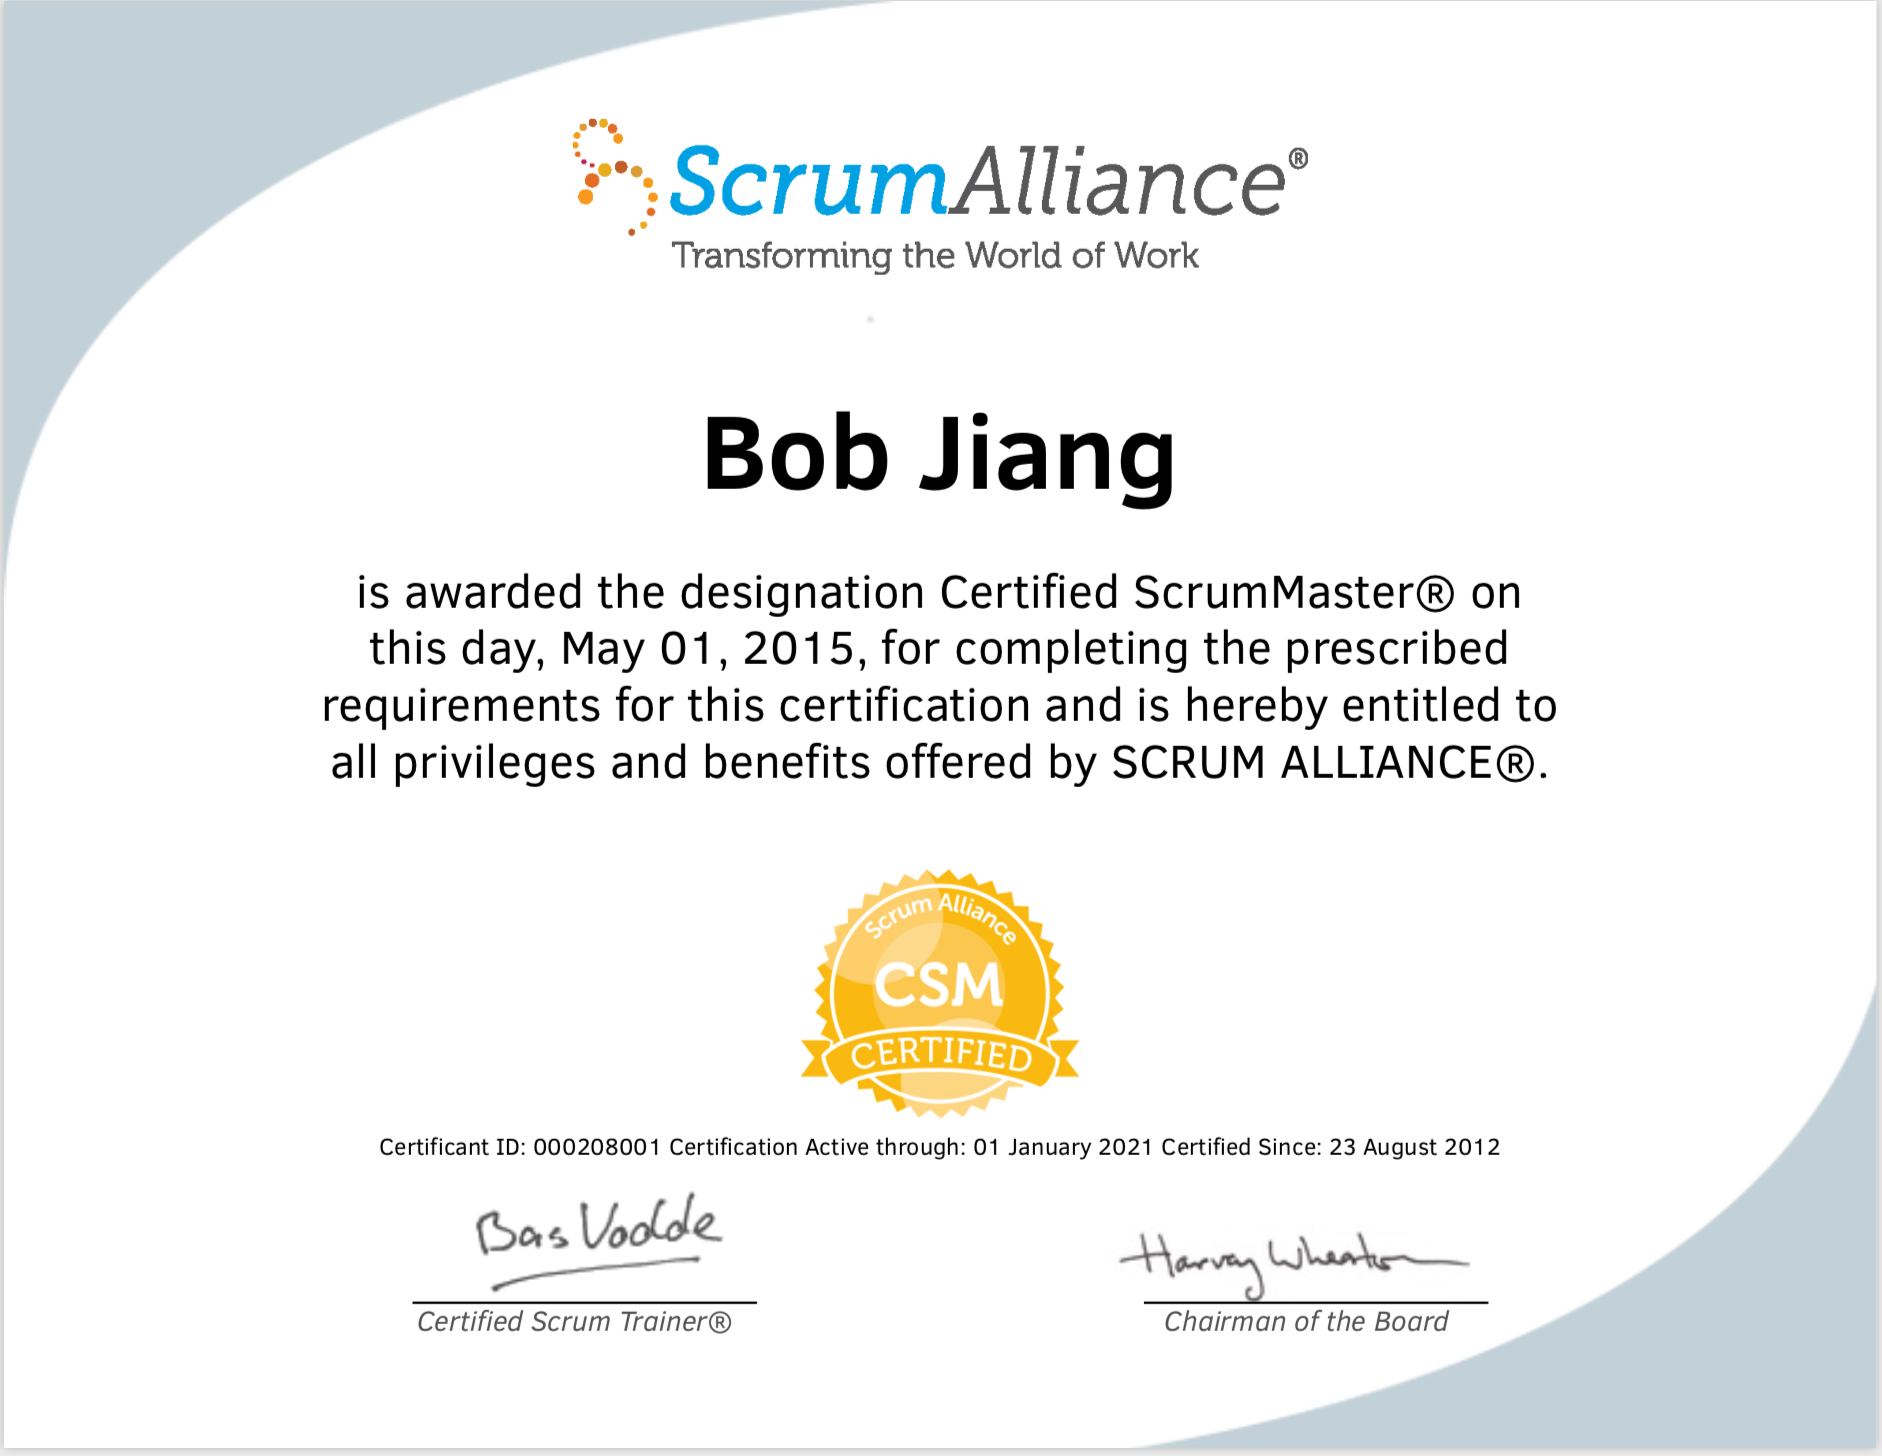 ScrumAlliance®
Transforming the World of Work
Bob Jiang
is awarded the designation Certified ScrumMaster® on
this day, May 01, 2015, for completing the prescribed
requirements for this certification and is hereby entitled to
all privileges and benefits offered by SCRUM ALLIANCE®.
Scrum Alliance
CSM
CERTIFIED
Certificant ID: 000208001 Certification Active through: 01 January 2021 Certified Since: 23 August 2012
Bas Vodde
Harvey Wheaton
Certified Scrum Trainer®
Chairman of the Board